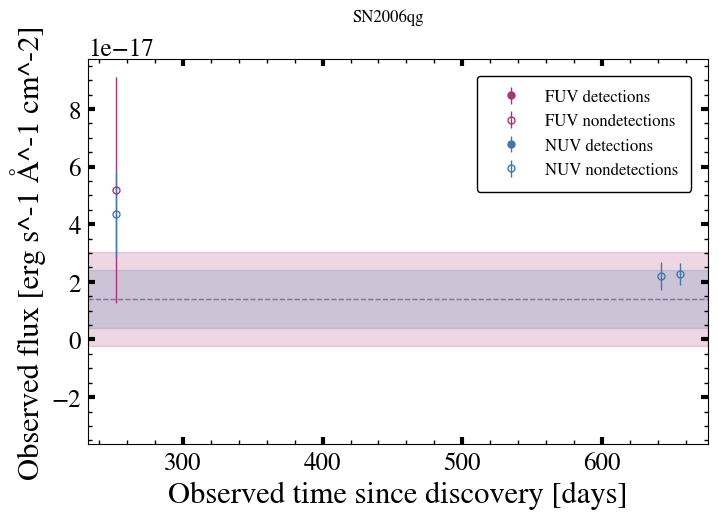 SN2006qg
1e−17
Observed flux [erg s^-1 Å^-1 cm^-2]
8
6
4
2
0
−2
FUV detections
FUV nondetections
NUV detections
NUV nondetections
300 400 500 600
Observed time since discovery [days]